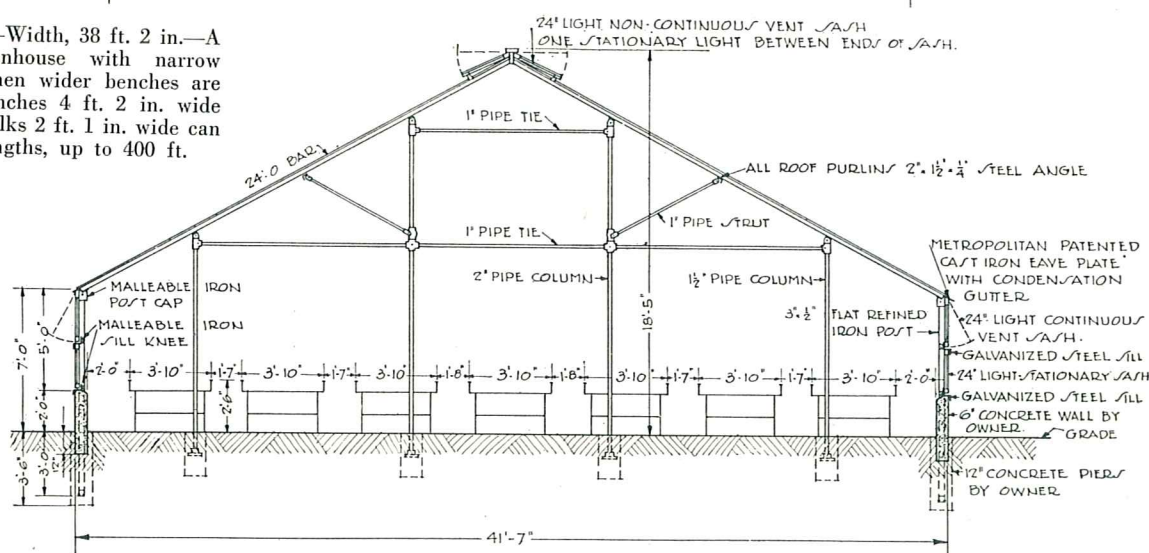 -Width, 38 ft. 2 in.—A
enhouse with narrow
hen wider benches are
nches 4 ft. 2 in. wide
lks 2 ft. 1 in. wide can
ngths, up to 400 ft.
24" LIGHT NON-CONTINUOUS VENT SASH
ONE STATIONARY LIGHT BETWEEN ENDS OF SASH.
1" PIPE TIE
24'-0 BAR
ALL ROOF PURLINS 2" x 1½" x ¼" STEEL ANGLE
1" PIPE STRUT
1" PIPE TIE
METROPOLITAN PATENTED
CAST IRON EAVE PLATE
WITH CONDENSATION
GUTTER
2" PIPE COLUMN
1½" PIPE COLUMN
MALLEABLE IRON
POST CAP
MALLEABLE IRON
SILL KNEE
18'-5"
3" x ½" FLAT REFINED
IRON POST
24" LIGHT CONTINUOUS
VENT SASH.
GALVANIZED STEEL SILL
24" LIGHT STATIONARY SASH
GALVANIZED STEEL SILL
6" CONCRETE WALL BY
OWNER.
GRADE
12" CONCRETE PIERS
BY OWNER
7'-0"
5'-0"
2'-0"
2'-0" 3'-10" 1'-7" 3'-10" 1'-7" 3'-10" 1'-8" 3'-10" 1'-8" 3'-10" 1'-7" 3'-10" 1'-7" 3'-10" 2'-0"
2'-6"
3'-6"
3'-0"
12"
41'-7"